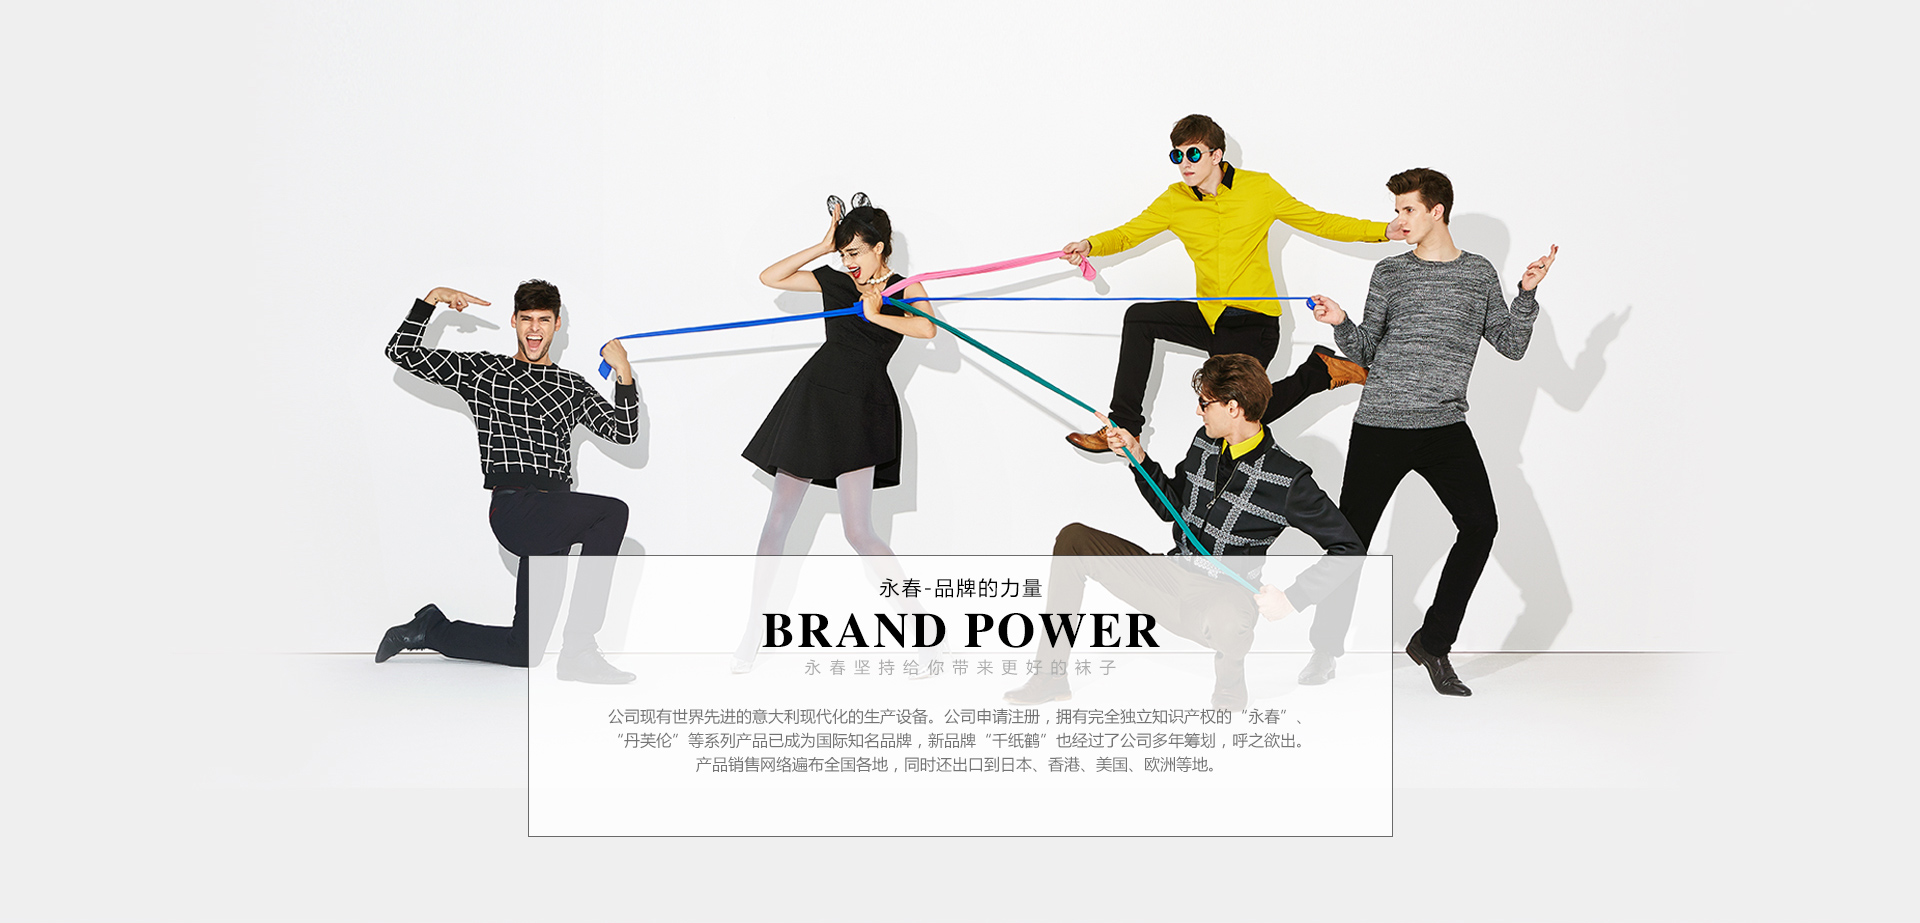 永春-品牌的力量
BRAND POWER
永春坚持给你带来更好的袜子
公司现有世界先进的意大利现代化的生产设备。公司申请注册，拥有完全独立知识产权的“永春”、
“丹芙伦”等系列产品已成为国际知名品牌，新品牌“千纸鹤”也经过了公司多年筹划，呼之欲出。
产品销售网络遍布全国各地，同时还出口到日本、香港、美国、欧洲等地。